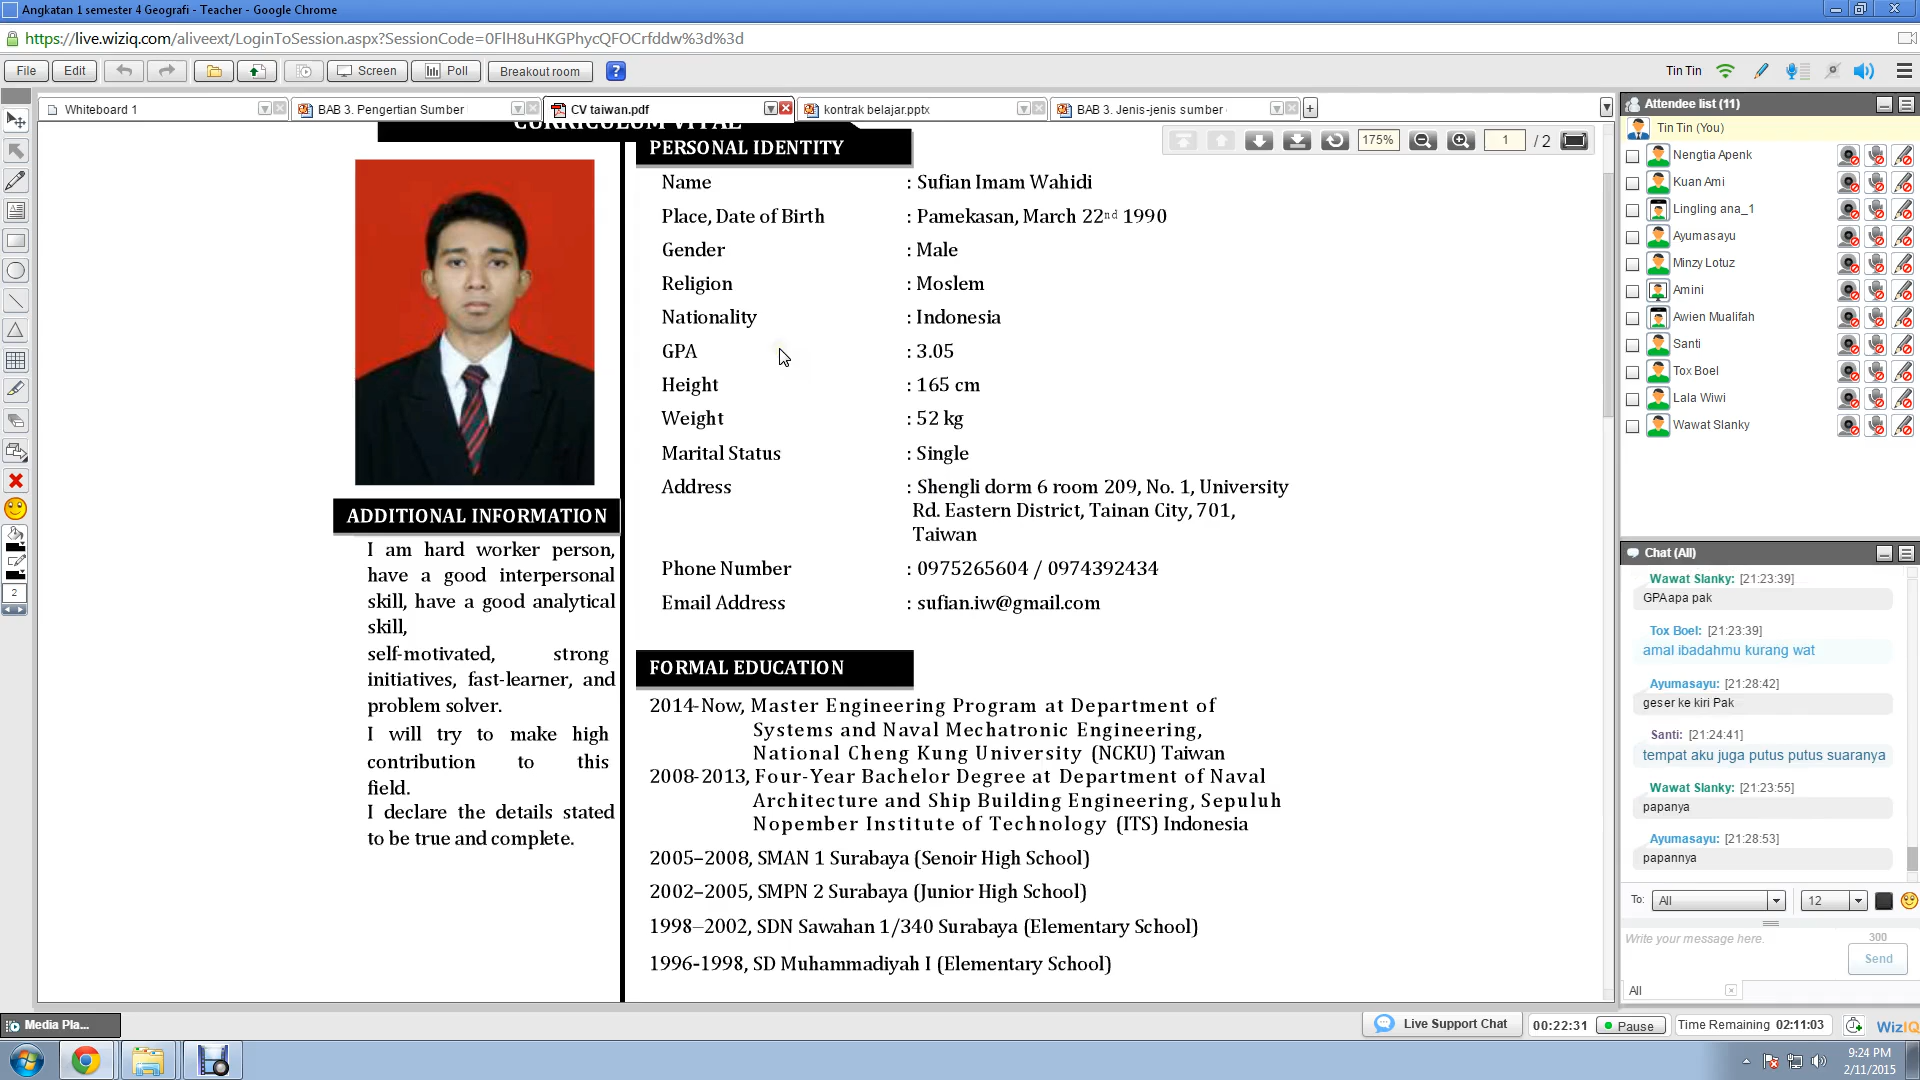 Angkatan 1 semester 4 Geografi - Teacher - Google Chrome
https://live.wiziq.com/aliveext/LoginToSession.aspx?SessionCode=0FlH8uHKGPhycQFOCrfddw%3d%3d
File Edit Screen Poll Breakout room ? Tin Tin
Whiteboard 1 BAB 3. Pengertian Sumber CV taiwan.pdf kontrak belajar.pptx BAB 3. Jenis-jenis sumber +
175% 1 / 2
CURRICULUM VITAE
PERSONAL IDENTITY
Name : Sufian Imam Wahidi
Place, Date of Birth : Pamekasan, March 22nd 1990
Gender : Male
Religion : Moslem
Nationality : Indonesia
GPA : 3.05
Height : 165 cm
Weight : 52 kg
Marital Status : Single
Address : Shengli dorm 6 room 209, No. 1, University
Rd. Eastern District, Tainan City, 701,
Taiwan
Phone Number : 0975265604 / 0974392434
Email Address : sufian.iw@gmail.com
ADDITIONAL INFORMATION
I am hard worker person,
have a good interpersonal
skill, have a good analytical
skill,
self-motivated, strong
initiatives, fast-learner, and
problem solver.
I will try to make high
contribution to this
field.
I declare the details stated
to be true and complete.
FORMAL EDUCATION
2014-Now, Master Engineering Program at Department of
Systems and Naval Mechatronic Engineering,
National Cheng Kung University (NCKU) Taiwan
2008-2013, Four-Year Bachelor Degree at Department of Naval
Architecture and Ship Building Engineering, Sepuluh
Nopember Institute of Technology (ITS) Indonesia
2005–2008, SMAN 1 Surabaya (Senoir High School)
2002–2005, SMPN 2 Surabaya (Junior High School)
1998–2002, SDN Sawahan 1/340 Surabaya (Elementary School)
1996-1998, SD Muhammadiyah I (Elementary School)
2
Attendee list (11)
Tin Tin (You)
Nengtia Apenk
Kuan Ami
Lingling ana_1
Ayumasayu
Minzy Lotuz
Amini
Awien Mualifah
Santi
Tox Boel
Lala Wiwi
Wawat Slanky
Chat (All)
Wawat Slanky: [21:23:39]
GPAapa pak
Tox Boel: [21:23:39]
amal ibadahmu kurang wat
Ayumasayu: [21:28:42]
geser ke kiri Pak
Santi: [21:24:41]
tempat aku juga putus putus suaranya
Wawat Slanky: [21:23:55]
papanya
Ayumasayu: [21:28:53]
papannya
To: All 12
Write your message here. 300
Send
All
Media Pla...
Live Support Chat 00:22:31 Pause Time Remaining 02:11:03 WizIQ
9:24 PM
2/11/2015